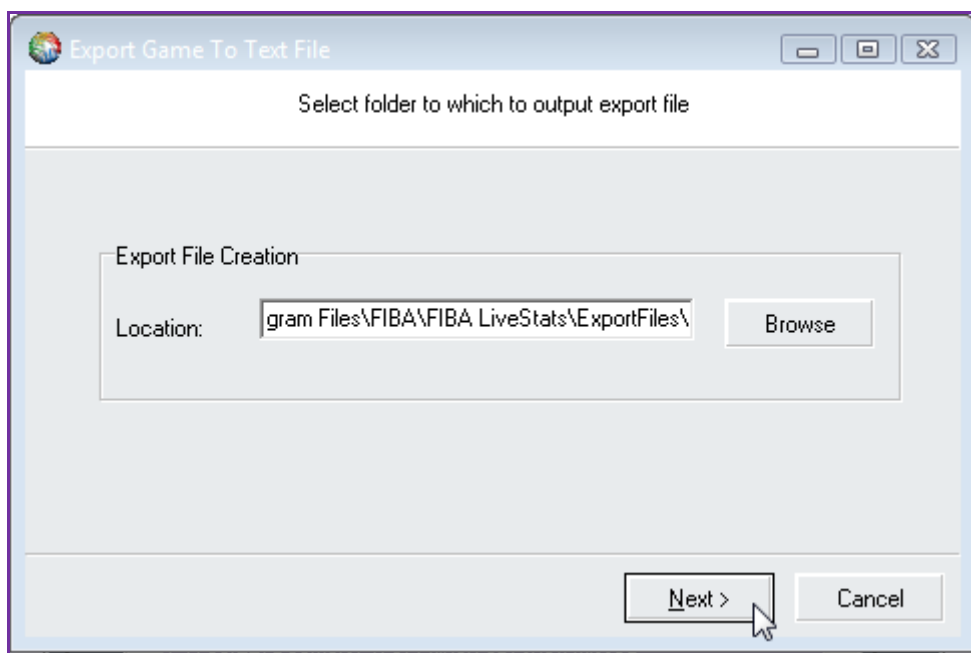 Export Game To Text File
Select folder to which to output export file
Export File Creation
Location: gram Files\FIBA\FIBA LiveStats\ExportFiles\ Browse
Next > Cancel